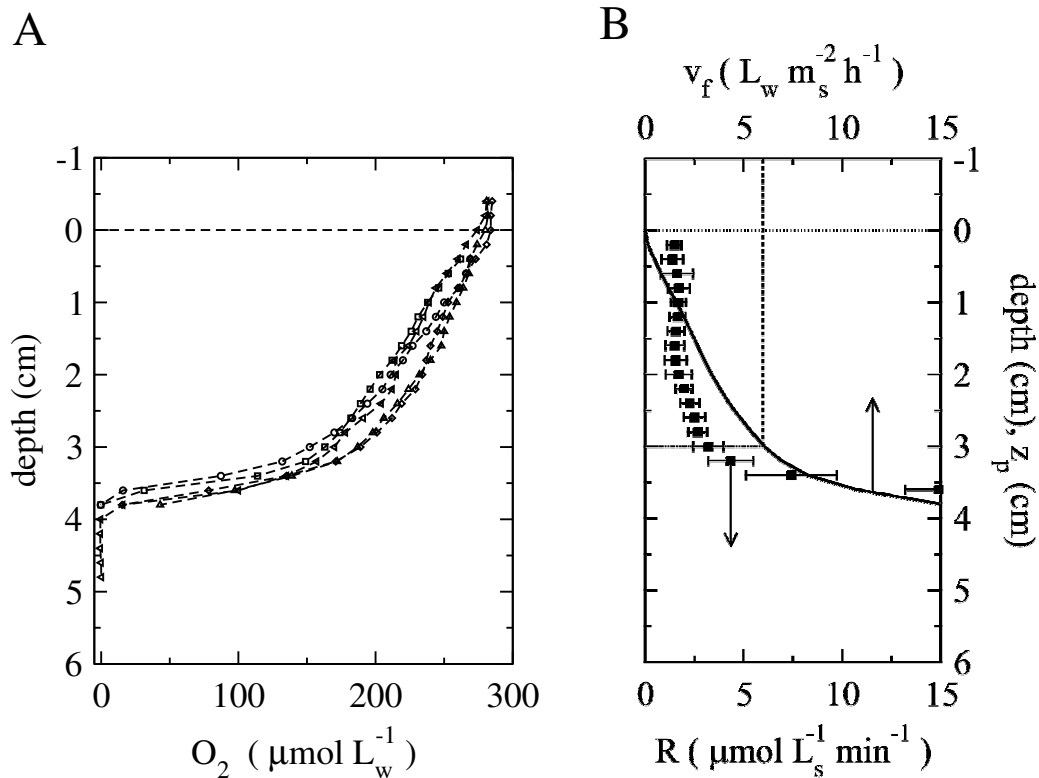 A
B
v_f ( L_w m_s^-2 h^-1 )
0 5 10 15
-1
0
1
2
3
4
5
6
depth (cm)
0 100 200 300
O_2 ( μmol L_w^-1 )
-1
0
1
2
3
4
5
6
depth (cm), z_p (cm)
0 5 10 15
R ( μmol L_s^-1 min^-1 )